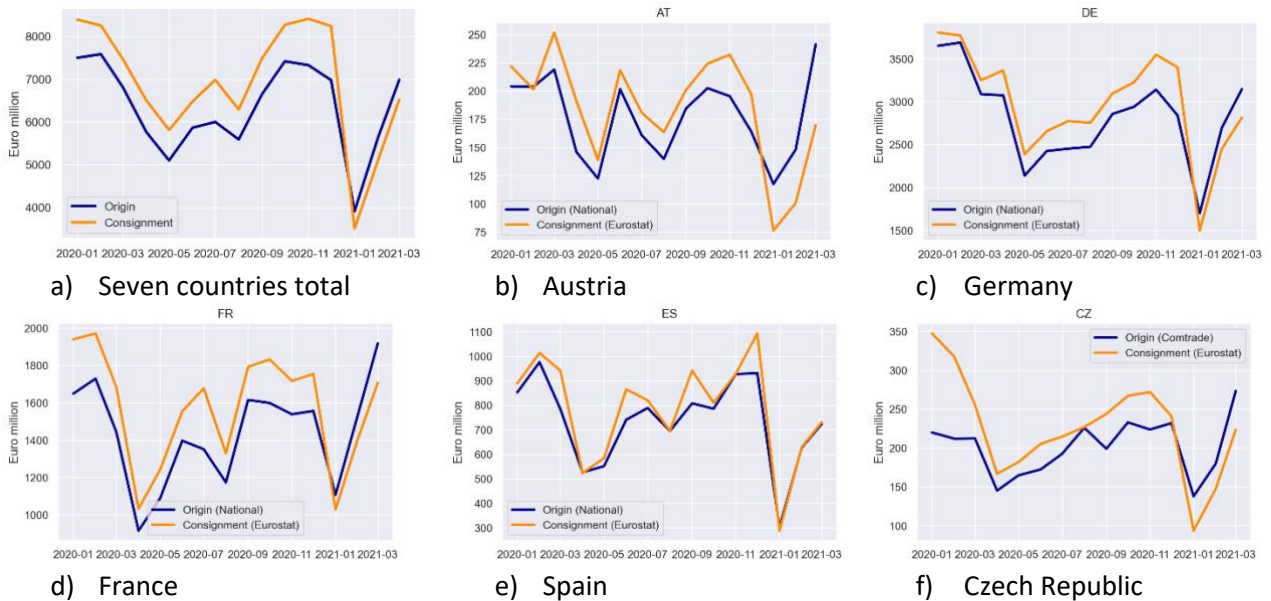 8000
7000
6000
5000
4000
Euro million
Origin
Consignment
2020-01 2020-03 2020-05 2020-07 2020-09 2020-11 2021-01 2021-03
a) Seven countries total
AT
250
225
200
175
150
125
100
75
Euro million
Origin (National)
Consignment (Eurostat)
2020-01 2020-03 2020-05 2020-07 2020-09 2020-11 2021-01 2021-03
b) Austria
DE
3500
3000
2500
2000
1500
Euro million
Origin (National)
Consignment (Eurostat)
2020-01 2020-03 2020-05 2020-07 2020-09 2020-11 2021-01 2021-03
c) Germany
FR
2000
1800
1600
1400
1200
1000
Euro million
Origin (National)
Consignment (Eurostat)
2020-01 2020-03 2020-05 2020-07 2020-09 2020-11 2021-01 2021-03
d) France
ES
1100
1000
900
800
700
600
500
400
300
Euro million
Origin (National)
Consignment (Eurostat)
2020-01 2020-03 2020-05 2020-07 2020-09 2020-11 2021-01 2021-03
e) Spain
CZ
350
300
250
200
150
100
Euro million
Origin (Comtrade)
Consignment (Eurostat)
2020-01 2020-03 2020-05 2020-07 2020-09 2020-11 2021-01 2021-03
f) Czech Republic